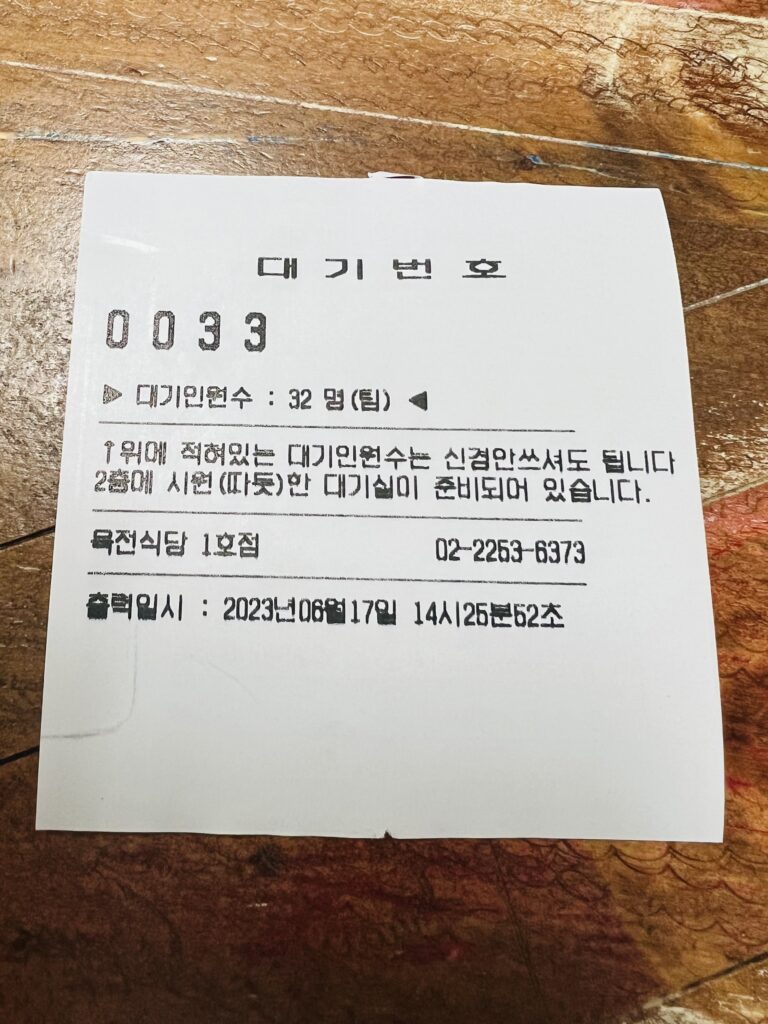 대기번호
0033
▶ 대기인원수 : 32 명(팀) ◀
↑위에 적혀있는 대기인원수는 신경안쓰셔도 됩니다
2층에 시원(따듯)한 대기실이 준비되어 있습니다.
육전식당 1호점 02-2253-6373
출력일시 : 2023년06월17일 14시25분52초